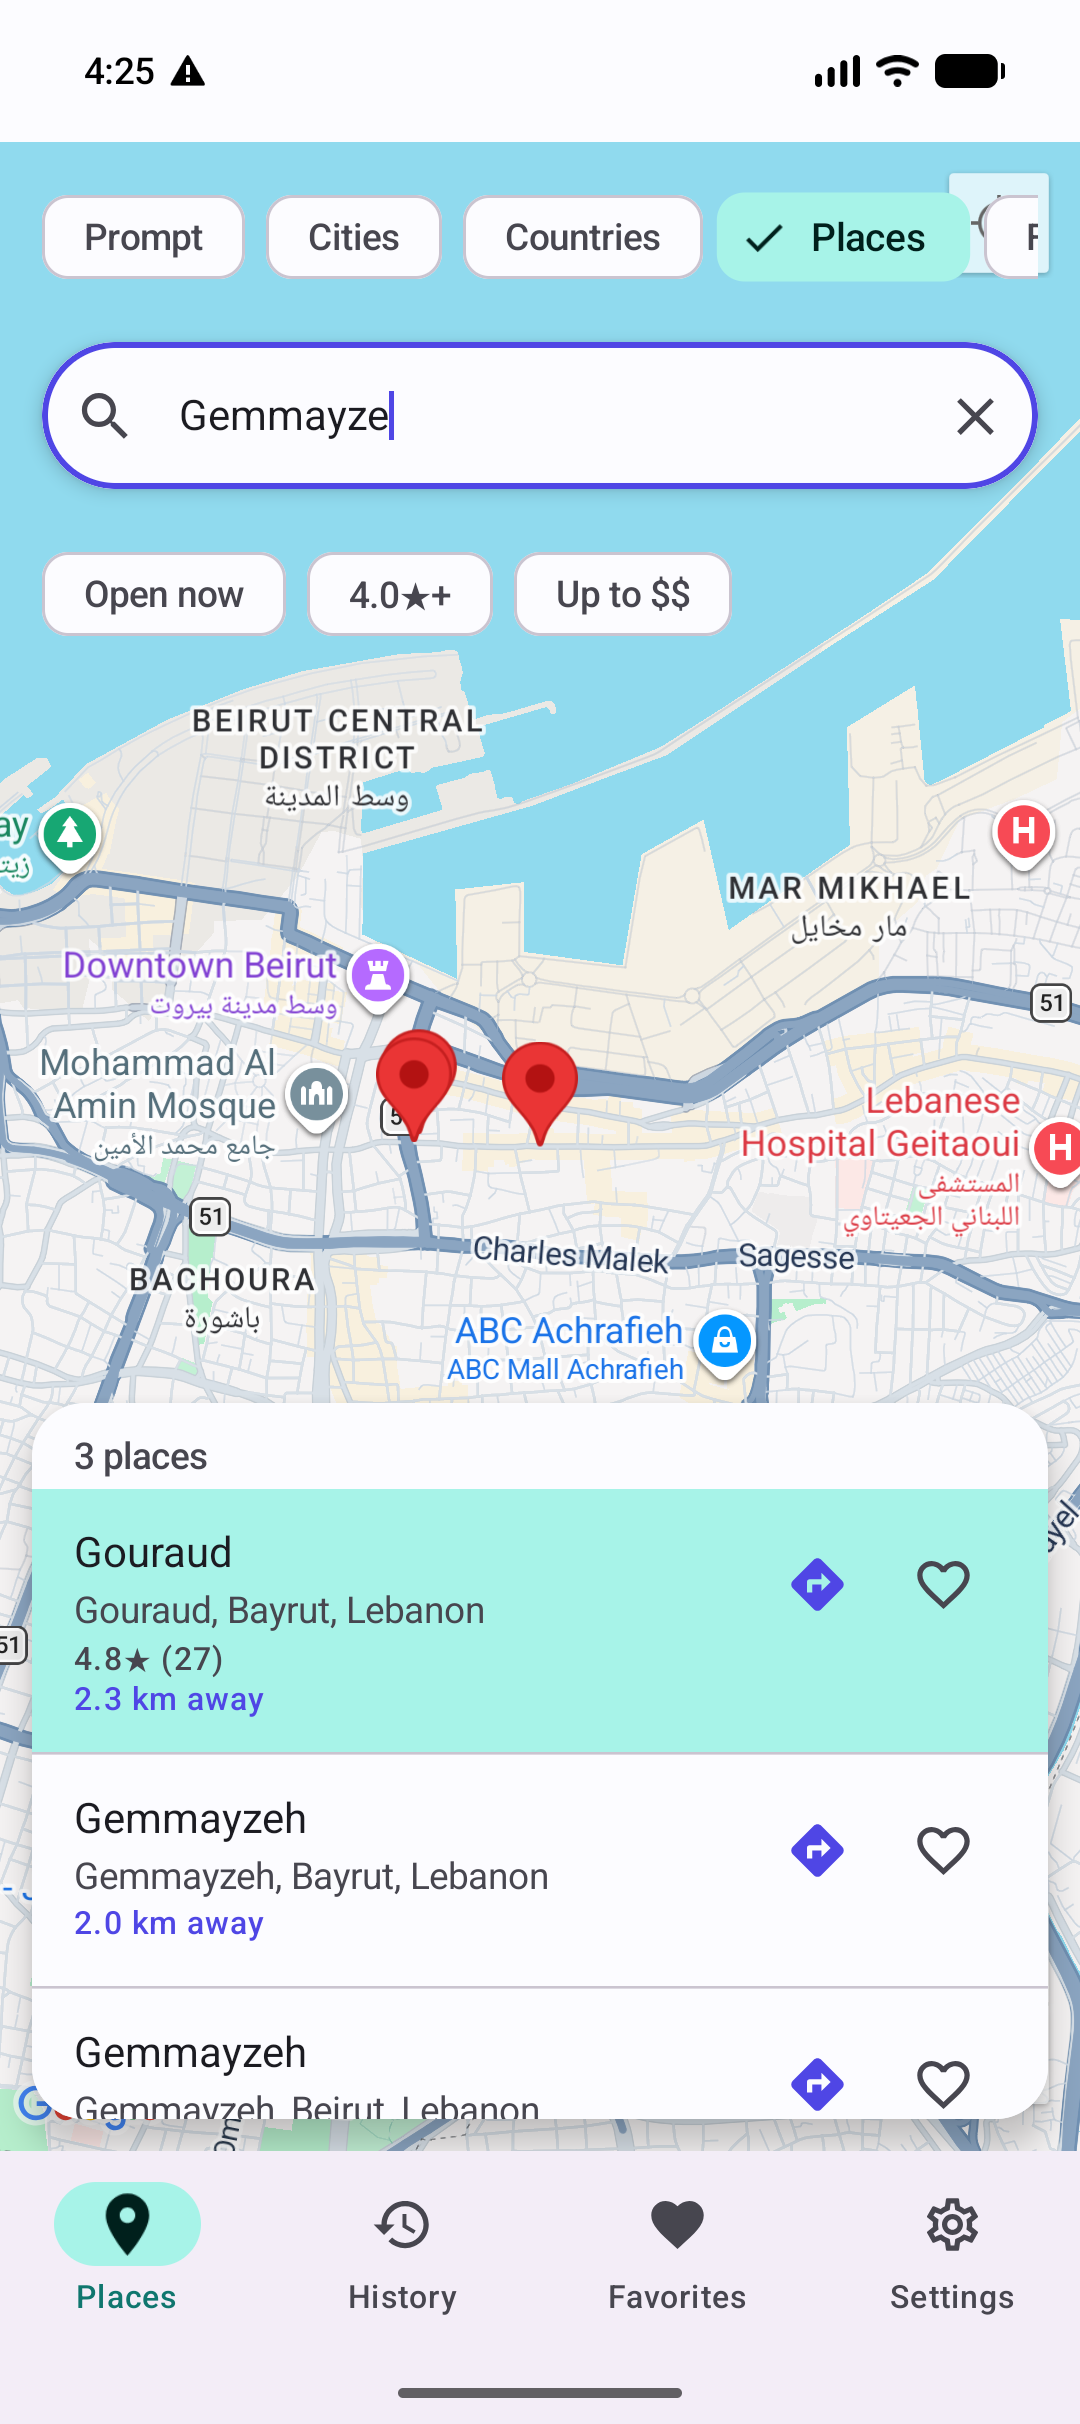 4:25
Prompt
Cities
Countries
Places
Gemmayze
Open now
4.0★+
Up to $$
BEIRUT CENTRAL
DISTRICT
وسط المدينة
ay
زيت
H
MAR MIKHAEL
مار مخايل
Downtown Beirut
وسط مدينة بيروت
51
Mohammad Al
Amin Mosque
جامع محمد الأمين
Lebanese
Hospital Geitaoui
المستشفى
اللبناني الجعيتاوي
H
51
Charles Malek
Sagesse
BACHOURA
باشورة
ABC Achrafieh
ABC Mall Achrafieh
3 places
Gouraud
Gouraud, Bayrut, Lebanon
4.8★ (27)
2.3 km away
51
Gemmayzeh
Gemmayzeh, Bayrut, Lebanon
2.0 km away
Gemmayzeh
Gemmayzeh, Beirut, Lebanon
Places
History
Favorites
Settings